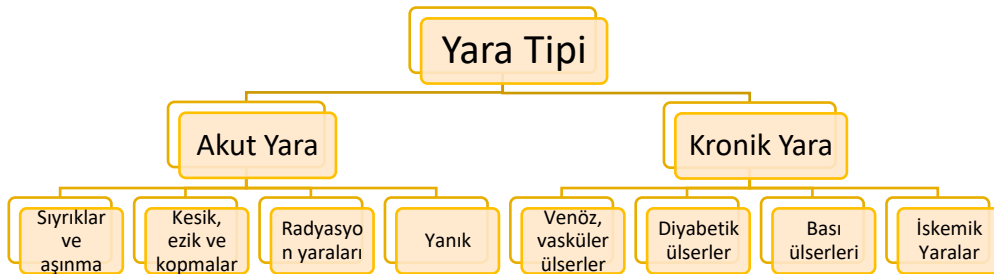 Yara Tipi
Akut Yara
Kronik Yara
Sıyrıklar
ve
aşınma
Kesik,
ezik ve
kopmalar
Radyasyo
n yaraları
Yanık
Venöz,
vasküler
ülserler
Diyabetik
ülserler
Bası
ülserleri
İskemik
Yaralar